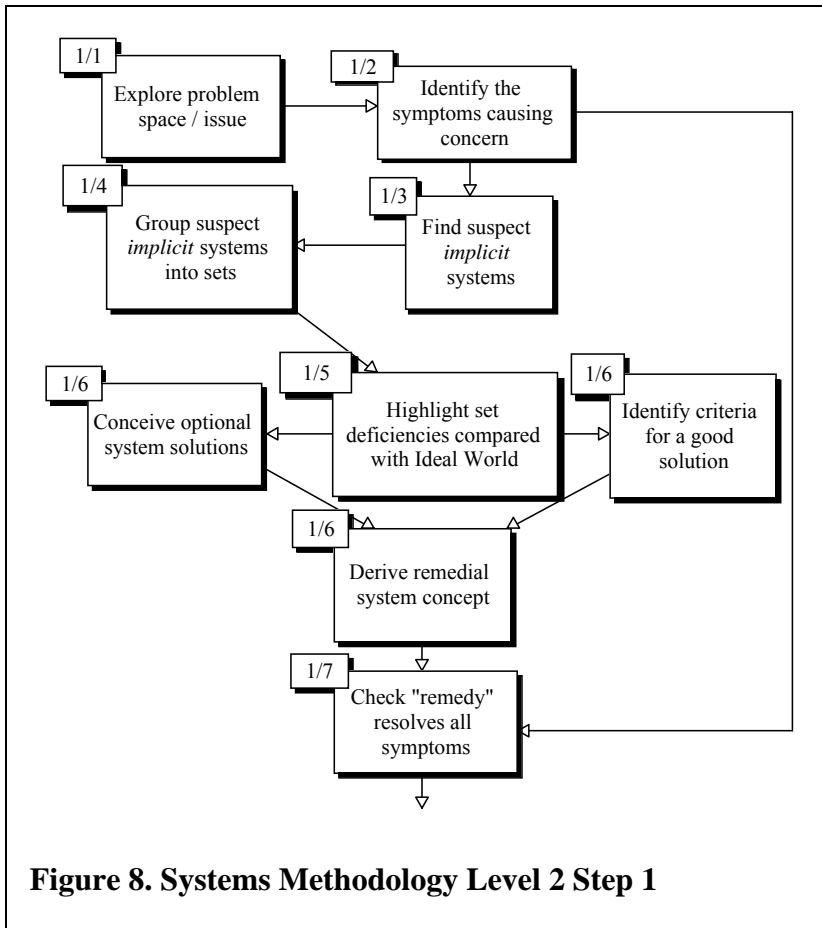 1/1
Explore problem
space / issue
1/2
Identify the
symptoms causing
concern
1/4
Group suspect
implicit systems
into sets
1/3
Find suspect
implicit
systems
1/6
Conceive optional
system solutions
1/5
Highlight set
deficiencies compared
with Ideal World
1/6
Identify criteria
for a good
solution
1/6
Derive remedial
system concept
1/7
Check "remedy"
resolves all
symptoms
Figure 8. Systems Methodology Level 2 Step 1